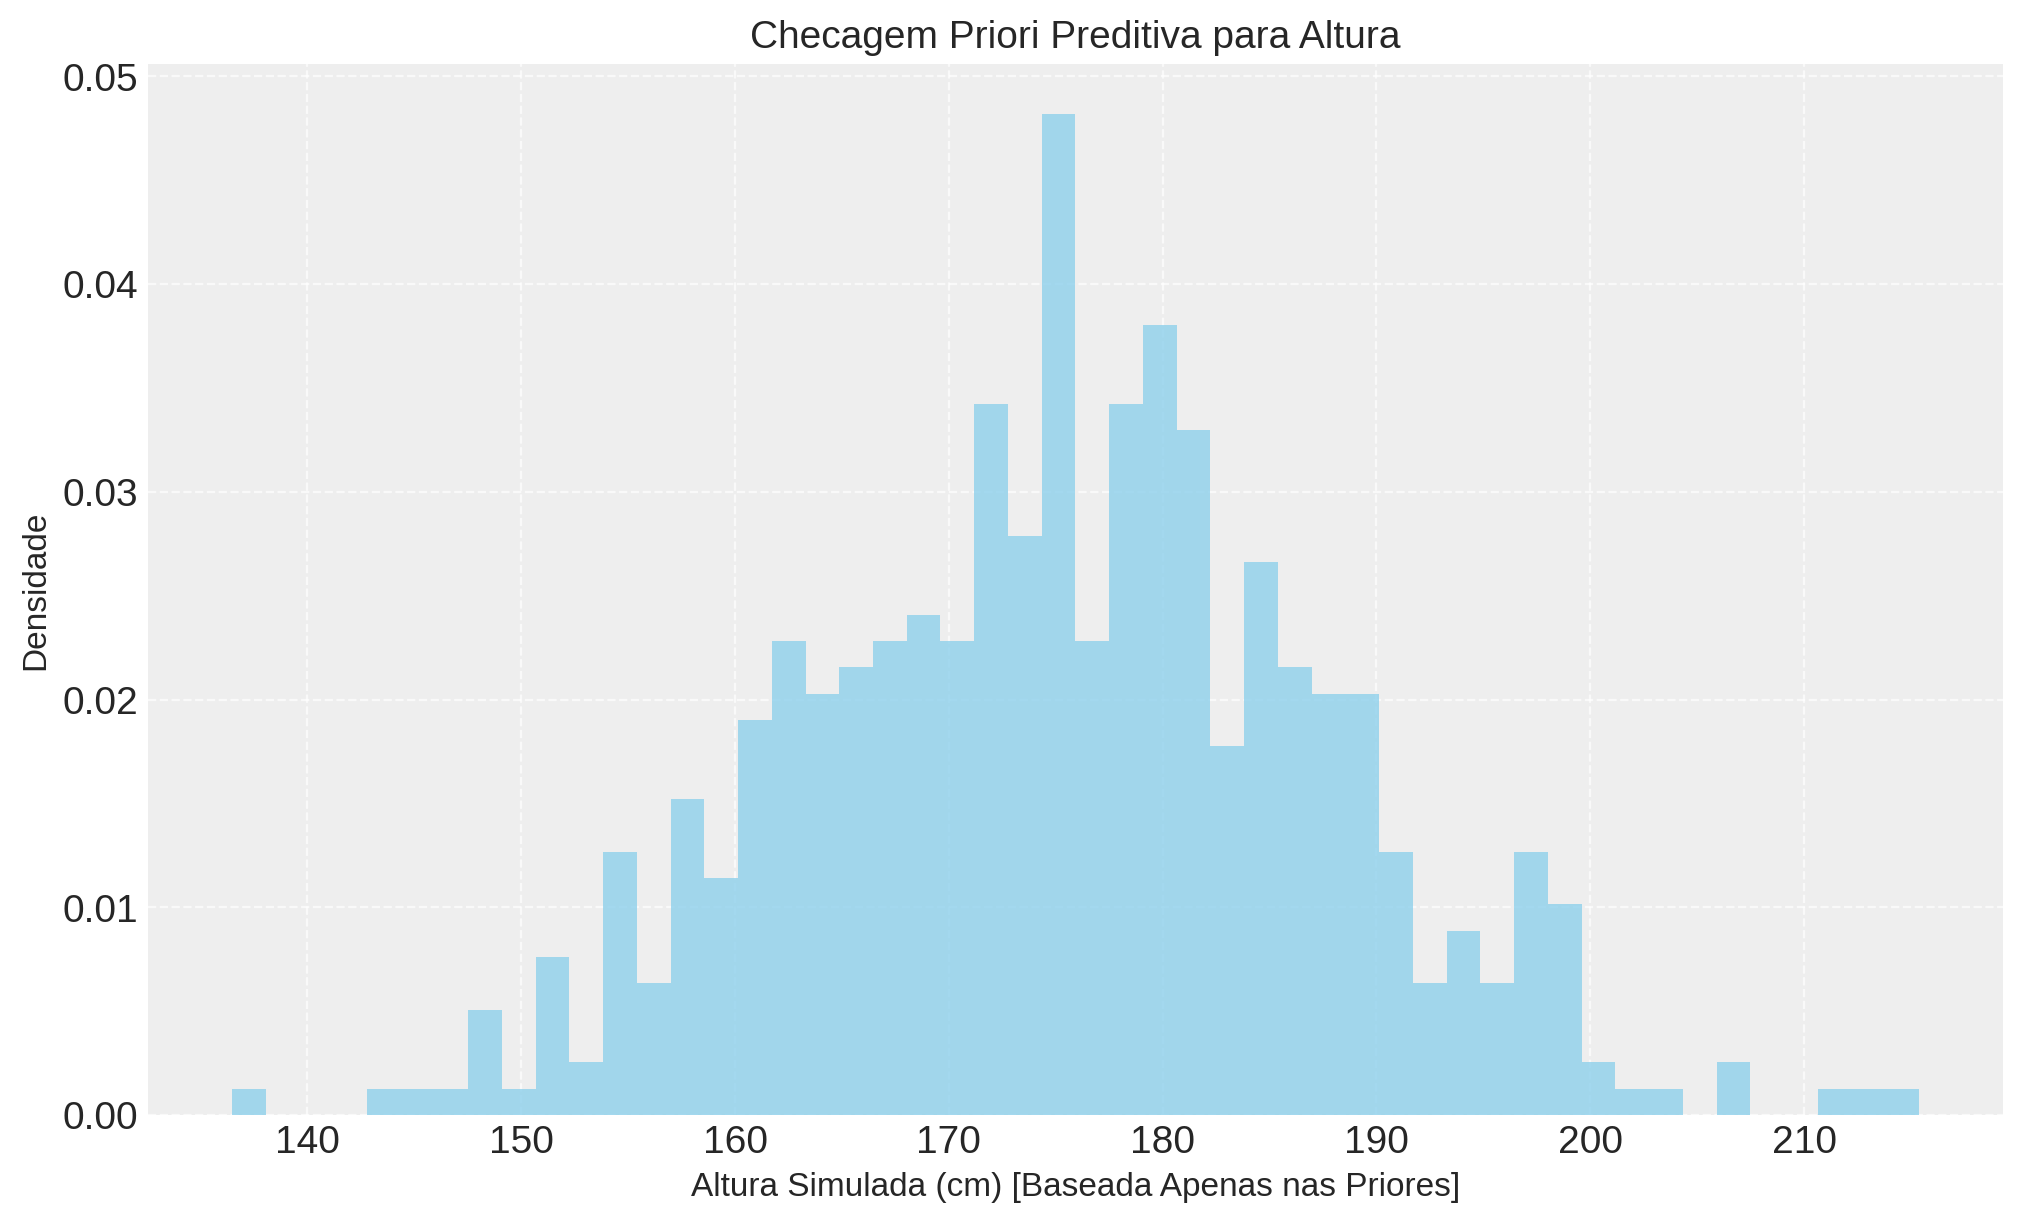 Checagem Priori Preditiva para Altura
0.05
0.04
0.03
0.02
0.01
0.00
Densidade
140 150 160 170 180 190 200 210
Altura Simulada (cm) [Baseada Apenas nas Priores]